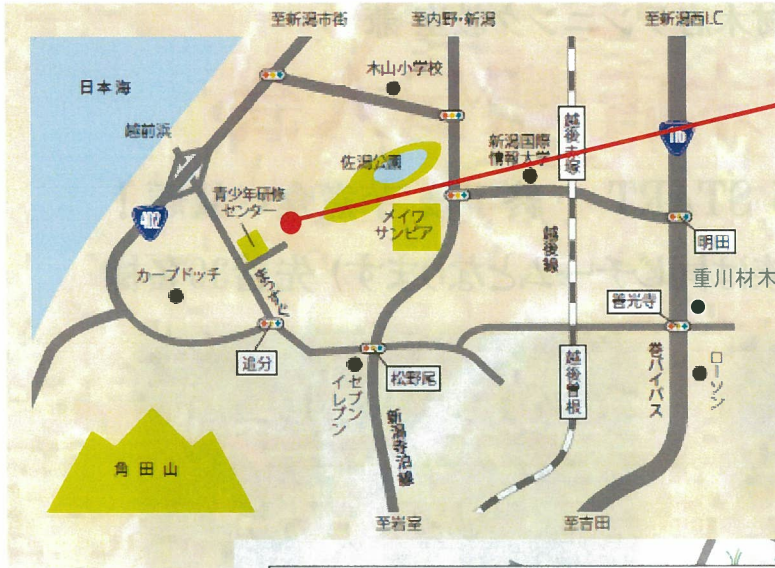 至新潟市街
至内野・新潟
至新潟西I.C
日本海
木山小学校
越前浜
佐潟公園
新潟国際
情報大学
越後赤塚
116
青少年研修
センター
メイワ
サンピア
402
明田
越後線
カーブドッチ
まっすぐ
重川材木
善光寺
追分
松野尾
セブン
イレブン
越後曽根
巻バイパス
ローソン
新潟寺泊線
角田山
至岩室
至吉田